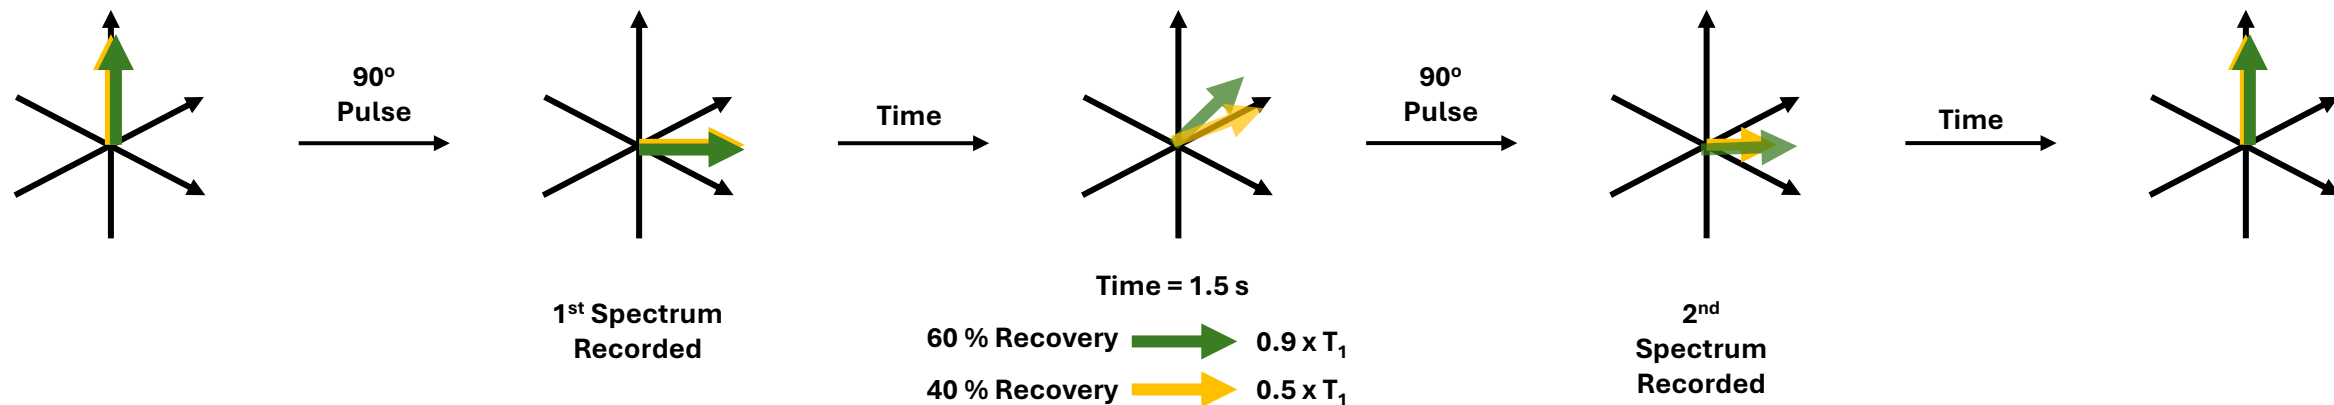 90º
Pulse
Time
90º
Pulse
Time
1st Spectrum
Recorded
Time = 1.5 s
60 % Recovery 0.9 x T1
40 % Recovery 0.5 x T1
2nd
Spectrum
Recorded